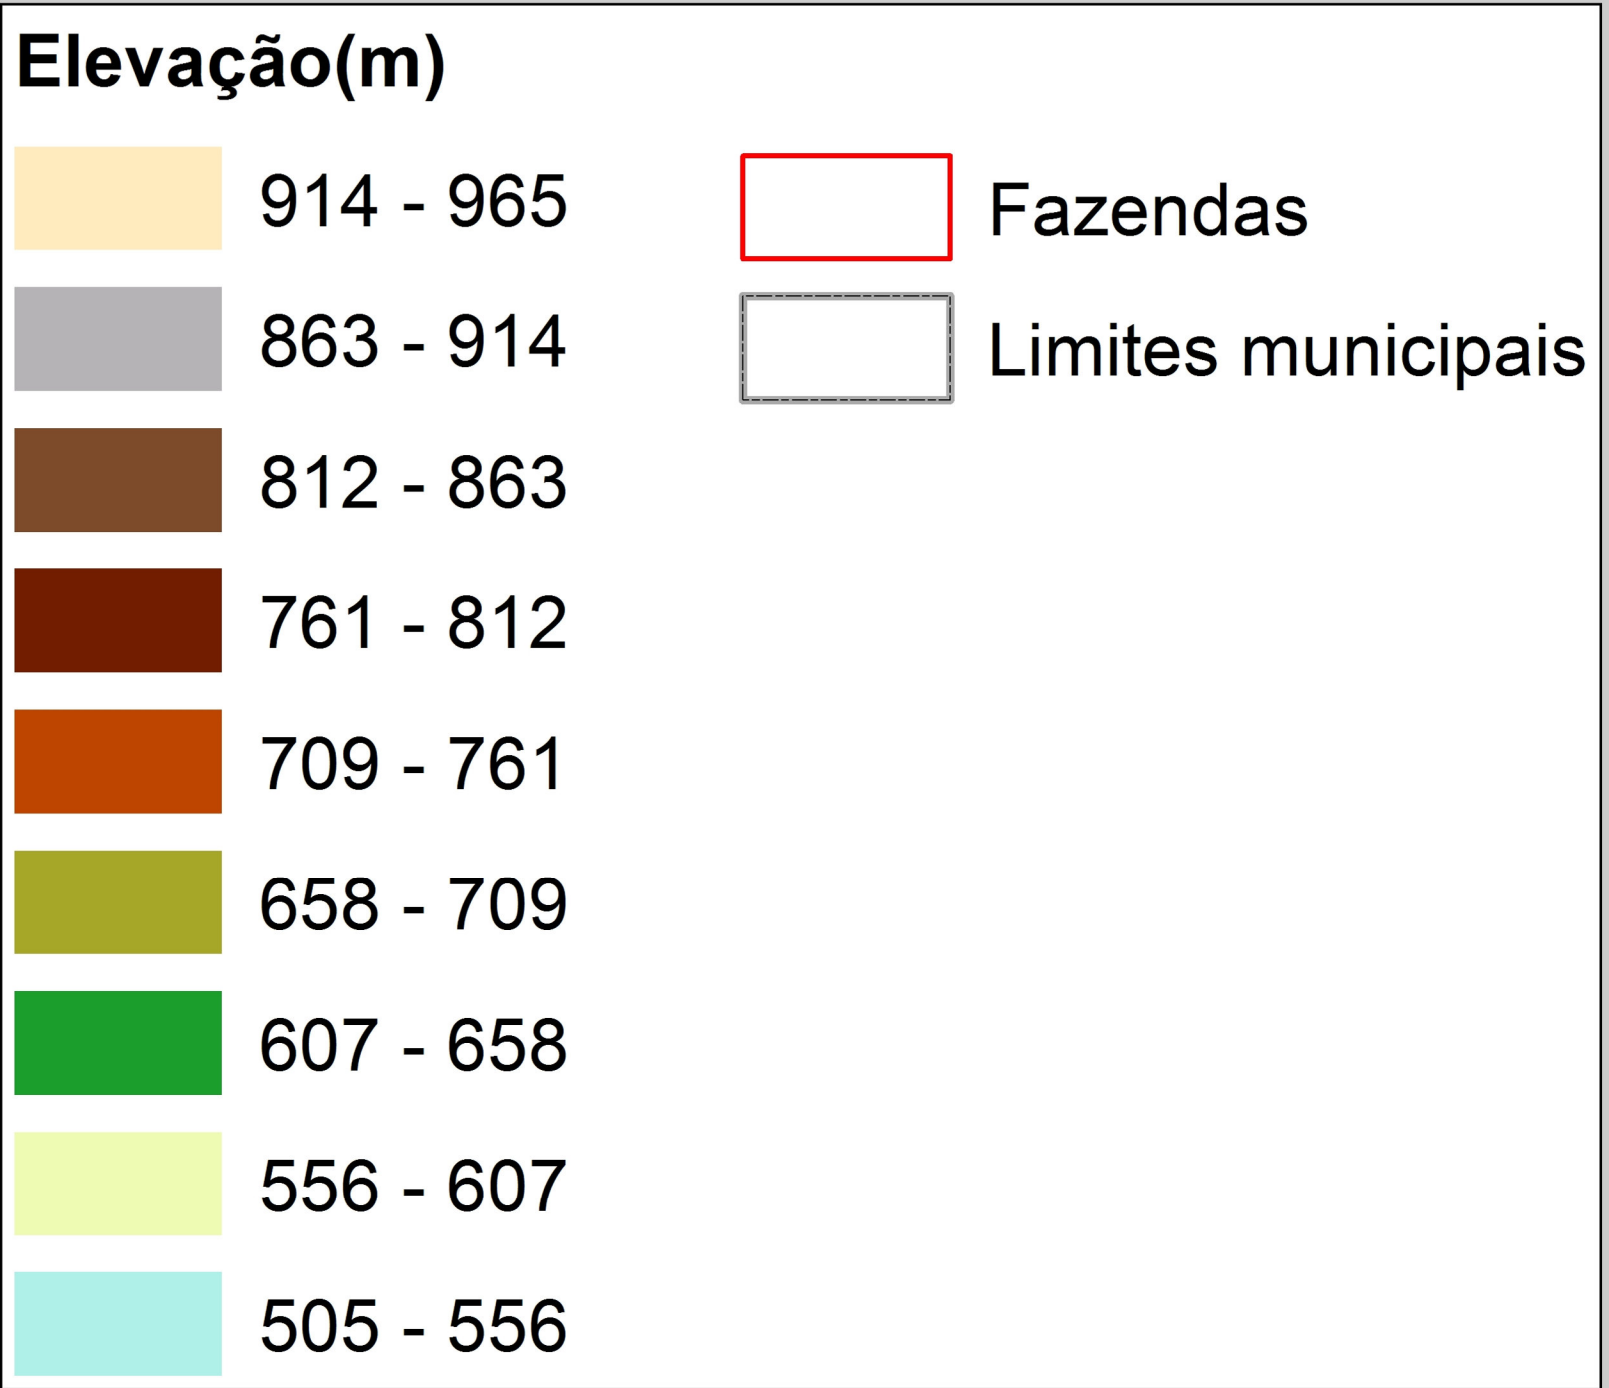 Elevação(m)
914 - 965
863 - 914
812 - 863
761 - 812
709 - 761
658 - 709
607 - 658
556 - 607
505 - 556
Fazendas
Limites municipais